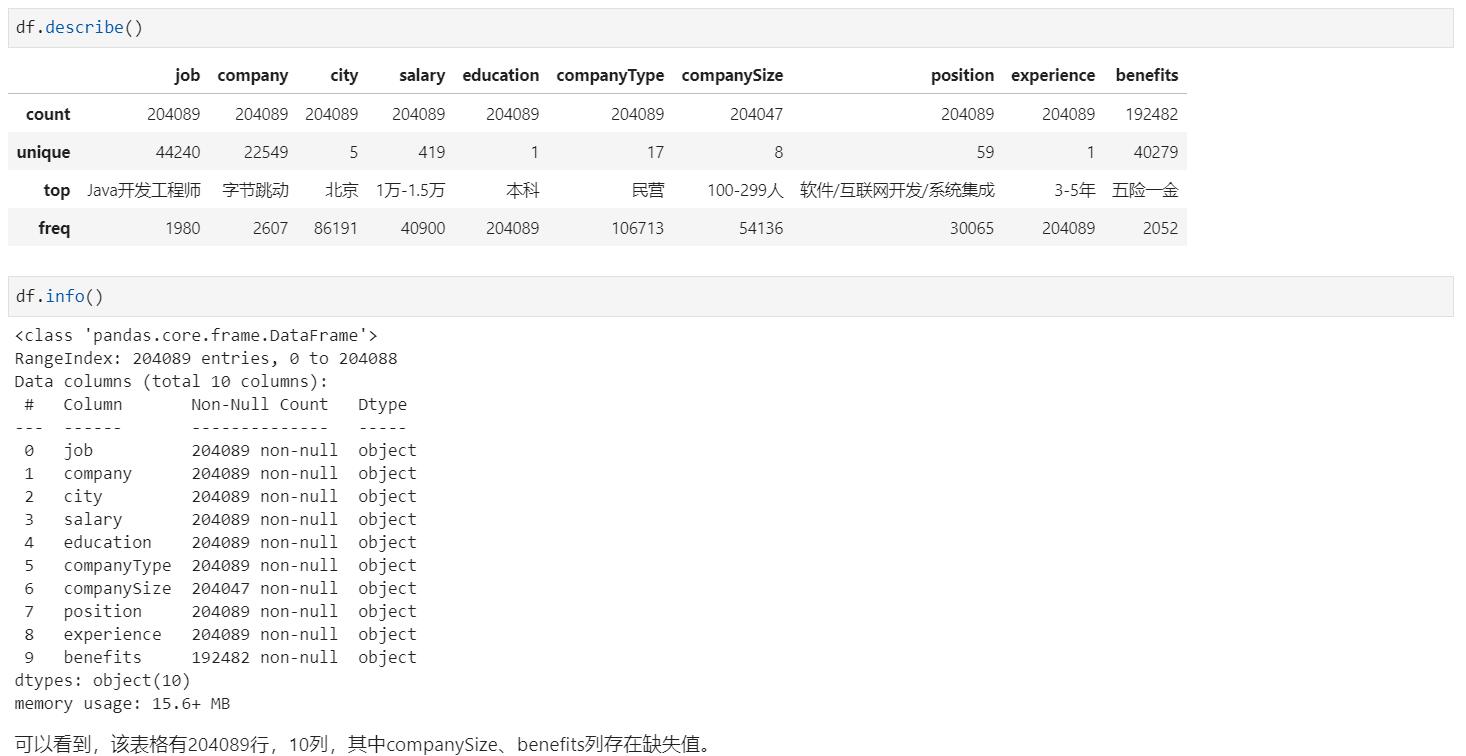 df.describe()
job company city salary education companyType companySize position experience benefits
count 204089 204089 204089 204089 204089 204089 204047 204089 204089 192482
unique 44240 22549 5 419 1 17 8 59 1 40279
top Java开发工程师 字节跳动 北京 1万-1.5万 本科 民营 100-299人 软件/互联网开发/系统集成 3-5年 五险一金
freq 1980 2607 86191 40900 204089 106713 54136 30065 204089 2052
df.info()
<class 'pandas.core.frame.DataFrame'>
RangeIndex: 204089 entries, 0 to 204088
Data columns (total 10 columns):
# Column Non-Null Count Dtype
--- ------ -------------- -----
0 job 204089 non-null object
1 company 204089 non-null object
2 city 204089 non-null object
3 salary 204089 non-null object
4 education 204089 non-null object
5 companyType 204089 non-null object
6 companySize 204047 non-null object
7 position 204089 non-null object
8 experience 204089 non-null object
9 benefits 192482 non-null object
dtypes: object(10)
memory usage: 15.6+ MB
可以看到，该表格有204089行，10列，其中companySize、benefits列存在缺失值。